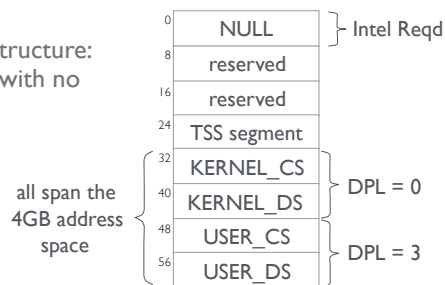 tructure:
with no
0
NULL
Intel Reqd
8
reserved
16
reserved
24
TSS segment
32
KERNEL_CS
40
KERNEL_DS
DPL = 0
48
USER_CS
56
USER_DS
DPL = 3
all span the
4GB address
space